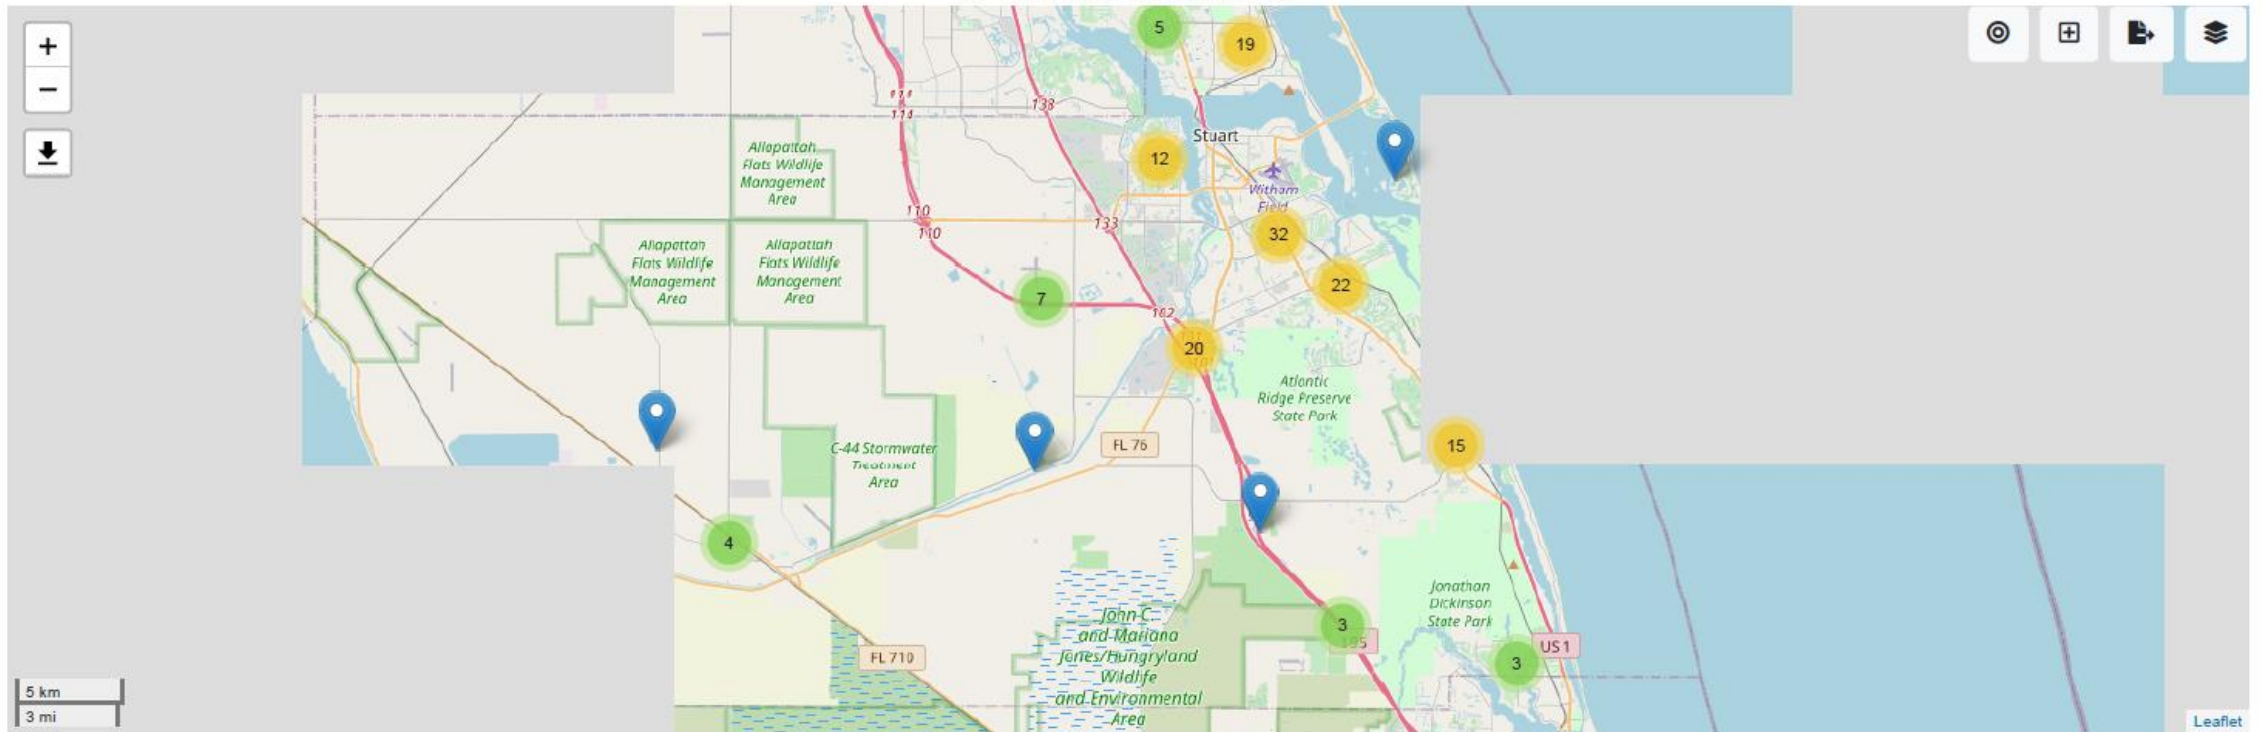 +
5
19
−
138
114
Stuart
12
Allapattah
Flats Wildlife
Management
Area
Witham
Field
110
110
133
32
Allapattah
Flats Wildlife
Management
Area
Allapattah
Flats Wildlife
Management
Area
22
7
102
20
Atlantic
Ridge Preserve
State Park
FL 76
15
C-44 Stormwater
Treatment
Area
4
Jonathan
Dickinson
State Park
John C.
and Mariana
Jones/Hungryland
Wildlife
and Environmental
Area
3
US 1
FL 710
3
5 km
3 mi
Leaflet